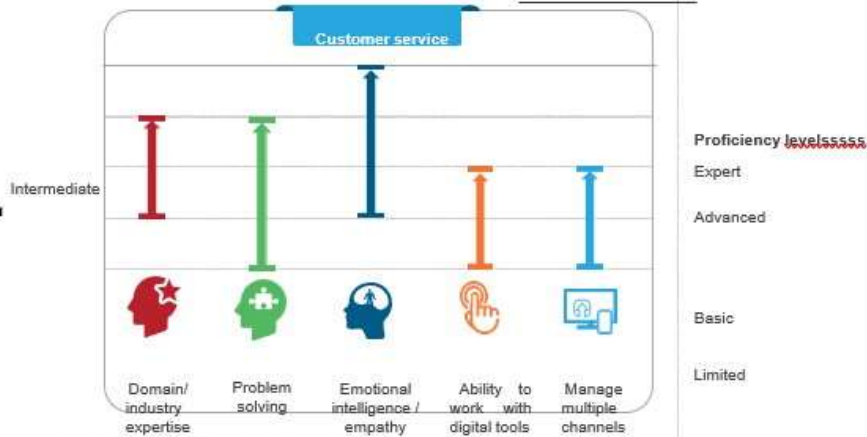 Customer service
Proficiency levelsssss
Expert
Intermediate
Advanced
Basic
Limited
Domain/
industry
expertise
Problem
solving
Emotional
intelligence /
empathy
Ability to
work with
digital tools
Manage
multiple
channels